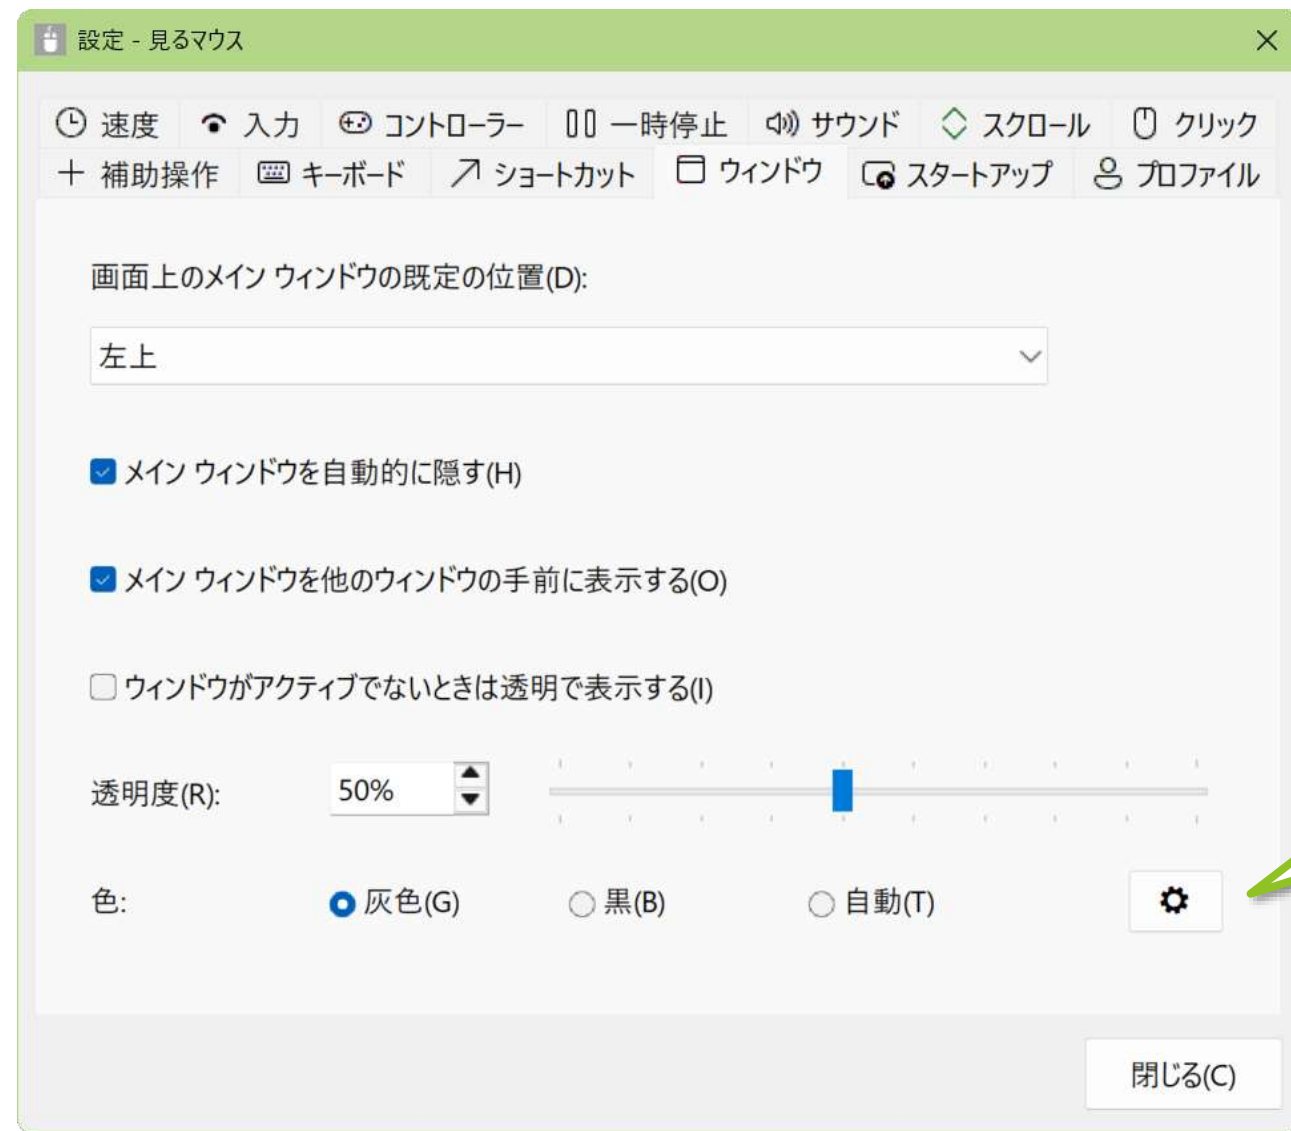 設定 - 見るマウス
速度 入力 コントローラー 一時停止 サウンド スクロール クリック
補助操作 キーボード ショートカット ウィンドウ スタートアップ プロファイル
画面上のメイン ウィンドウの既定の位置(D):
左上
メイン ウィンドウを自動的に隠す(H)
メイン ウィンドウを他のウィンドウの手前に表示する(O)
ウィンドウがアクティブでないときは透明で表示する(I)
透明度(R): 50%
色: 灰色(G) 黒(B) 自動(T)
閉じる(C)